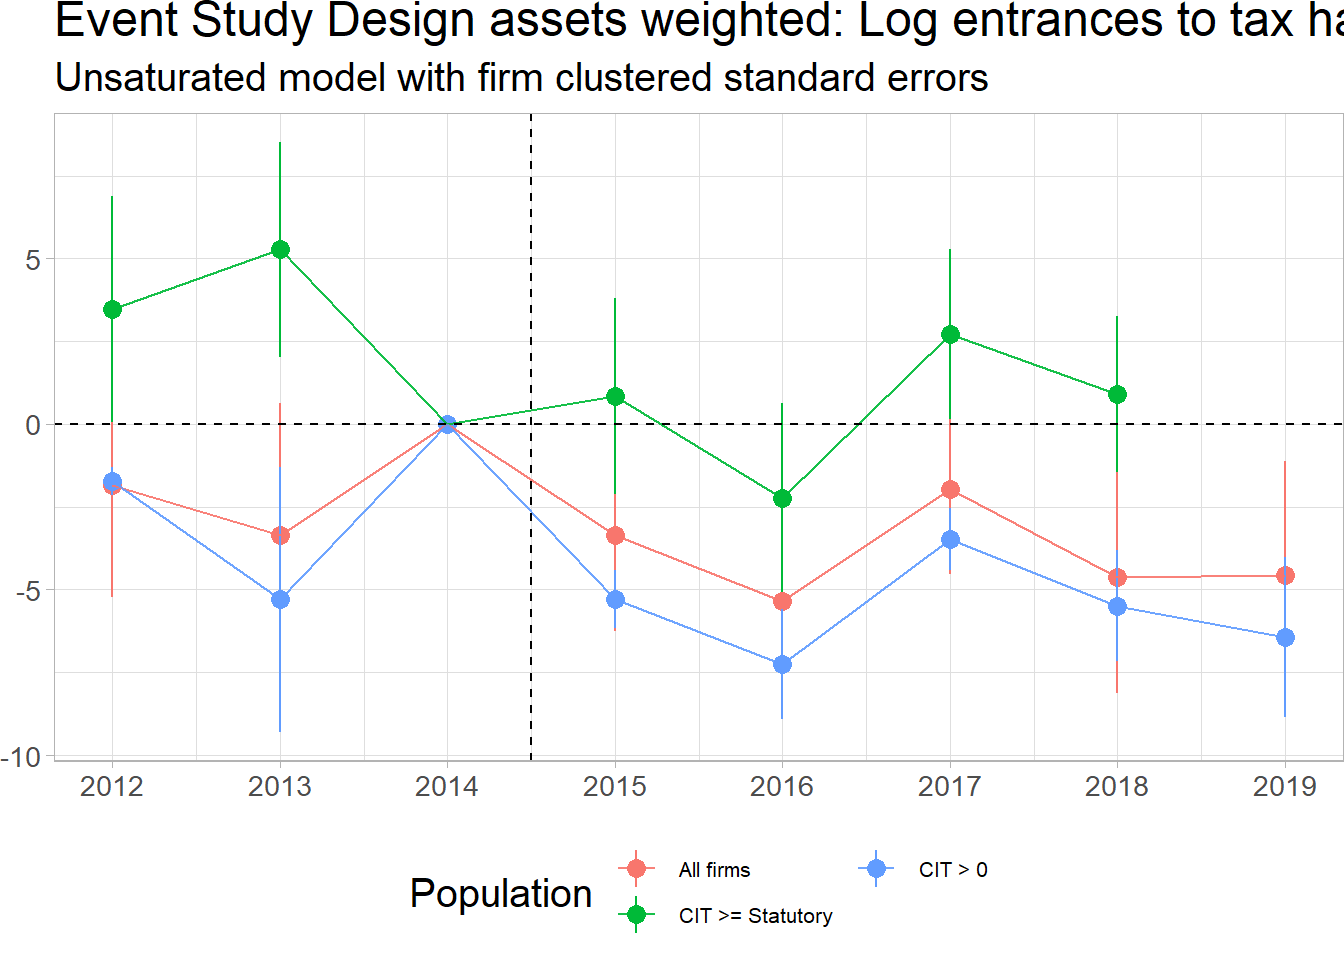 Event Study Design assets weighted: Log entrances to tax ha
Unsaturated model with firm clustered standard errors
5
0
-5
-10
2012 2013 2014 2015 2016 2017 2018 2019
Population
All firms
CIT >= Statutory
CIT > 0